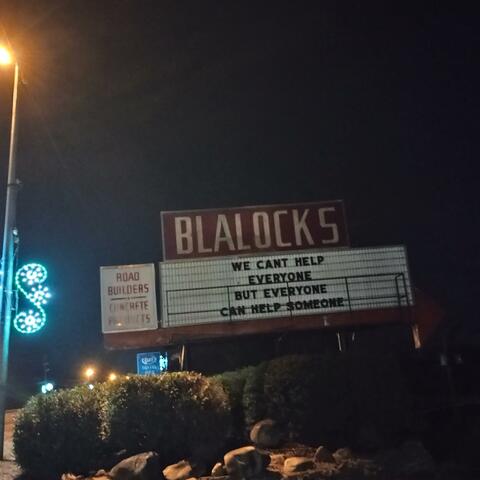 BLALOCKS
WE CANT HELP
EVERYONE
BUT EVERYONE
CAN HELP SOMEONE
ROAD
BUILDERS
CONCRETE
PRODUCTS